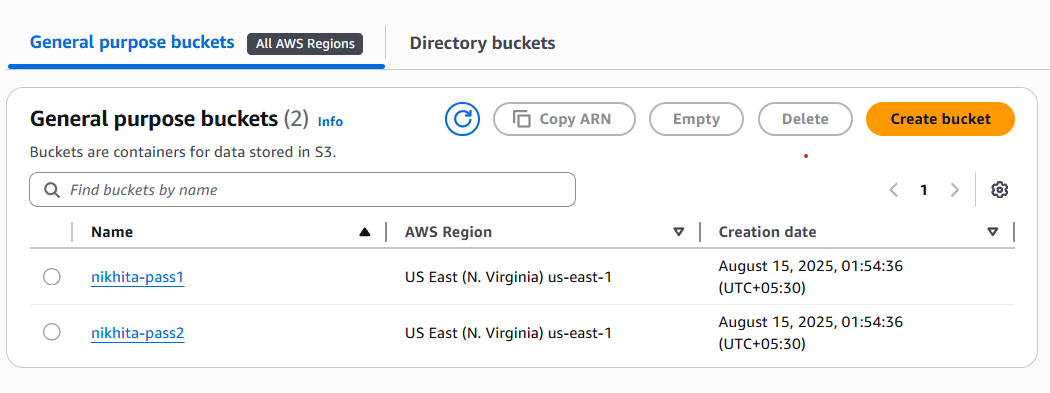 General purpose buckets All AWS Regions Directory buckets
General purpose buckets (2) Info Copy ARN Empty Delete Create bucket
Buckets are containers for data stored in S3.
Find buckets by name 1
Name AWS Region Creation date
nikhita-pass1 US East (N. Virginia) us-east-1 August 15, 2025, 01:54:36
(UTC+05:30)
nikhita-pass2 US East (N. Virginia) us-east-1 August 15, 2025, 01:54:36
(UTC+05:30)